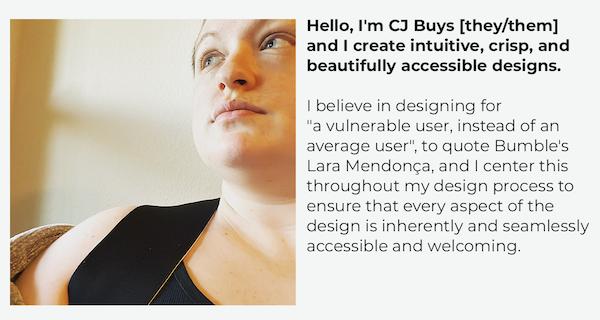 Hello, I'm CJ Buys [they/them]
and I create intuitive, crisp, and
beautifully accessible designs.
I believe in designing for
"a vulnerable user, instead of an
average user", to quote Bumble's
Lara Mendonça, and I center this
throughout my design process to
ensure that every aspect of the
design is inherently and seamlessly
accessible and welcoming.